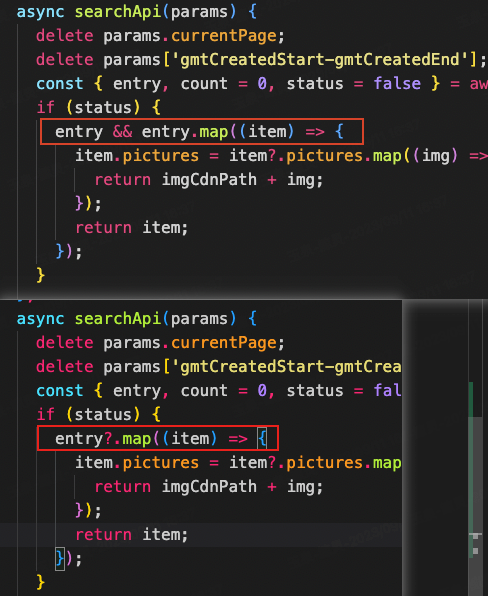 async searchApi(params) {
delete params.currentPage;
delete params['gmtCreatedStart-gmtCreatedEnd'];
const { entry, count = 0, status = false } = aw
if (status) {
entry && entry.map((item) => {
item.pictures = item?.pictures.map((img) =>
return imgCdnPath + img;
});
return item;
});
}
async searchApi(params) {
delete params.currentPage;
delete params['gmtCreatedStart-gmtCrea
const { entry, count = 0, status = fal
if (status) {
entry?.map((item) => {
item.pictures = item?.pictures.map
return imgCdnPath + img;
});
return item;
});
}